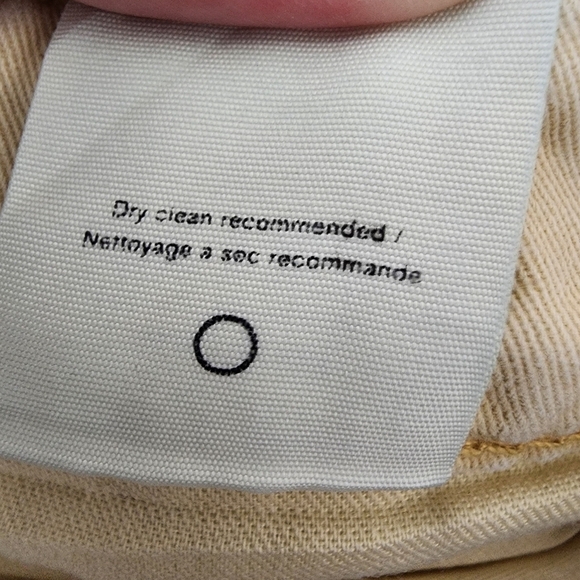 Dry clean recommended /
Nettoyage a sec recommande